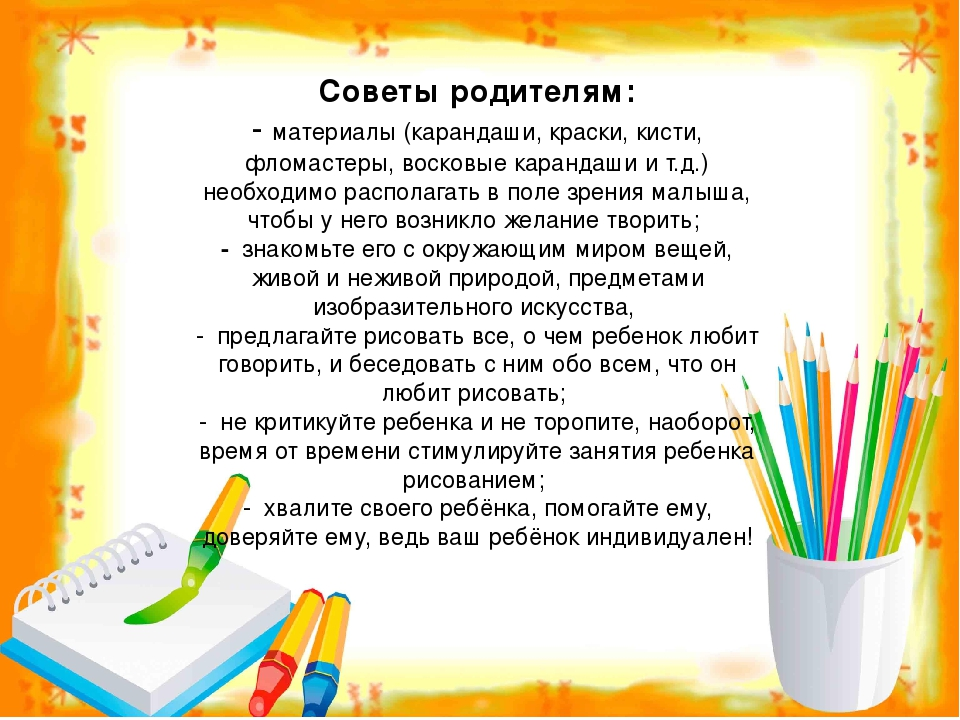 Советы родителям:
- материалы (карандаши, краски, кисти,
фломастеры, восковые карандаши и т.д.)
необходимо располагать в поле зрения малыша,
чтобы у него возникло желание творить;
- знакомьте его с окружающим миром вещей,
живой и неживой природой, предметами
изобразительного искусства,
- предлагайте рисовать все, о чем ребенок любит
говорить, и беседовать с ним обо всем, что он
любит рисовать;
- не критикуйте ребенка и не торопите, наоборот,
время от времени стимулируйте занятия ребенка
рисованием;
- хвалите своего ребёнка, помогайте ему,
доверяйте ему, ведь ваш ребёнок индивидуален!